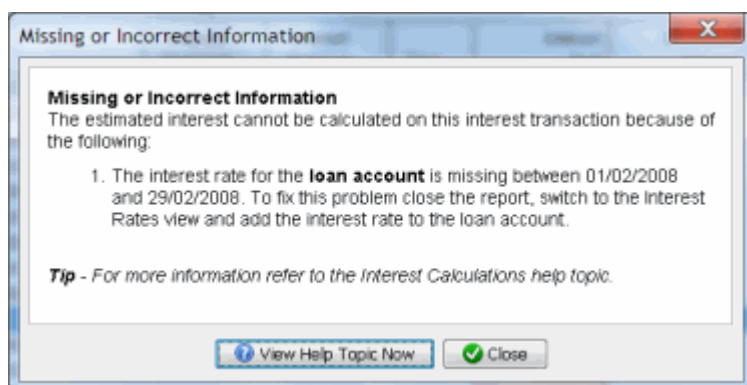 Missing or Incorrect Information
Missing or Incorrect Information
The estimated interest cannot be calculated on this interest transaction because of
the following:
1. The interest rate for the loan account is missing between 01/02/2008
and 29/02/2008. To fix this problem close the report, switch to the Interest
Rates view and add the interest rate to the loan account.
Tip - For more information refer to the Interest Calculations help topic.
View Help Topic Now
Close